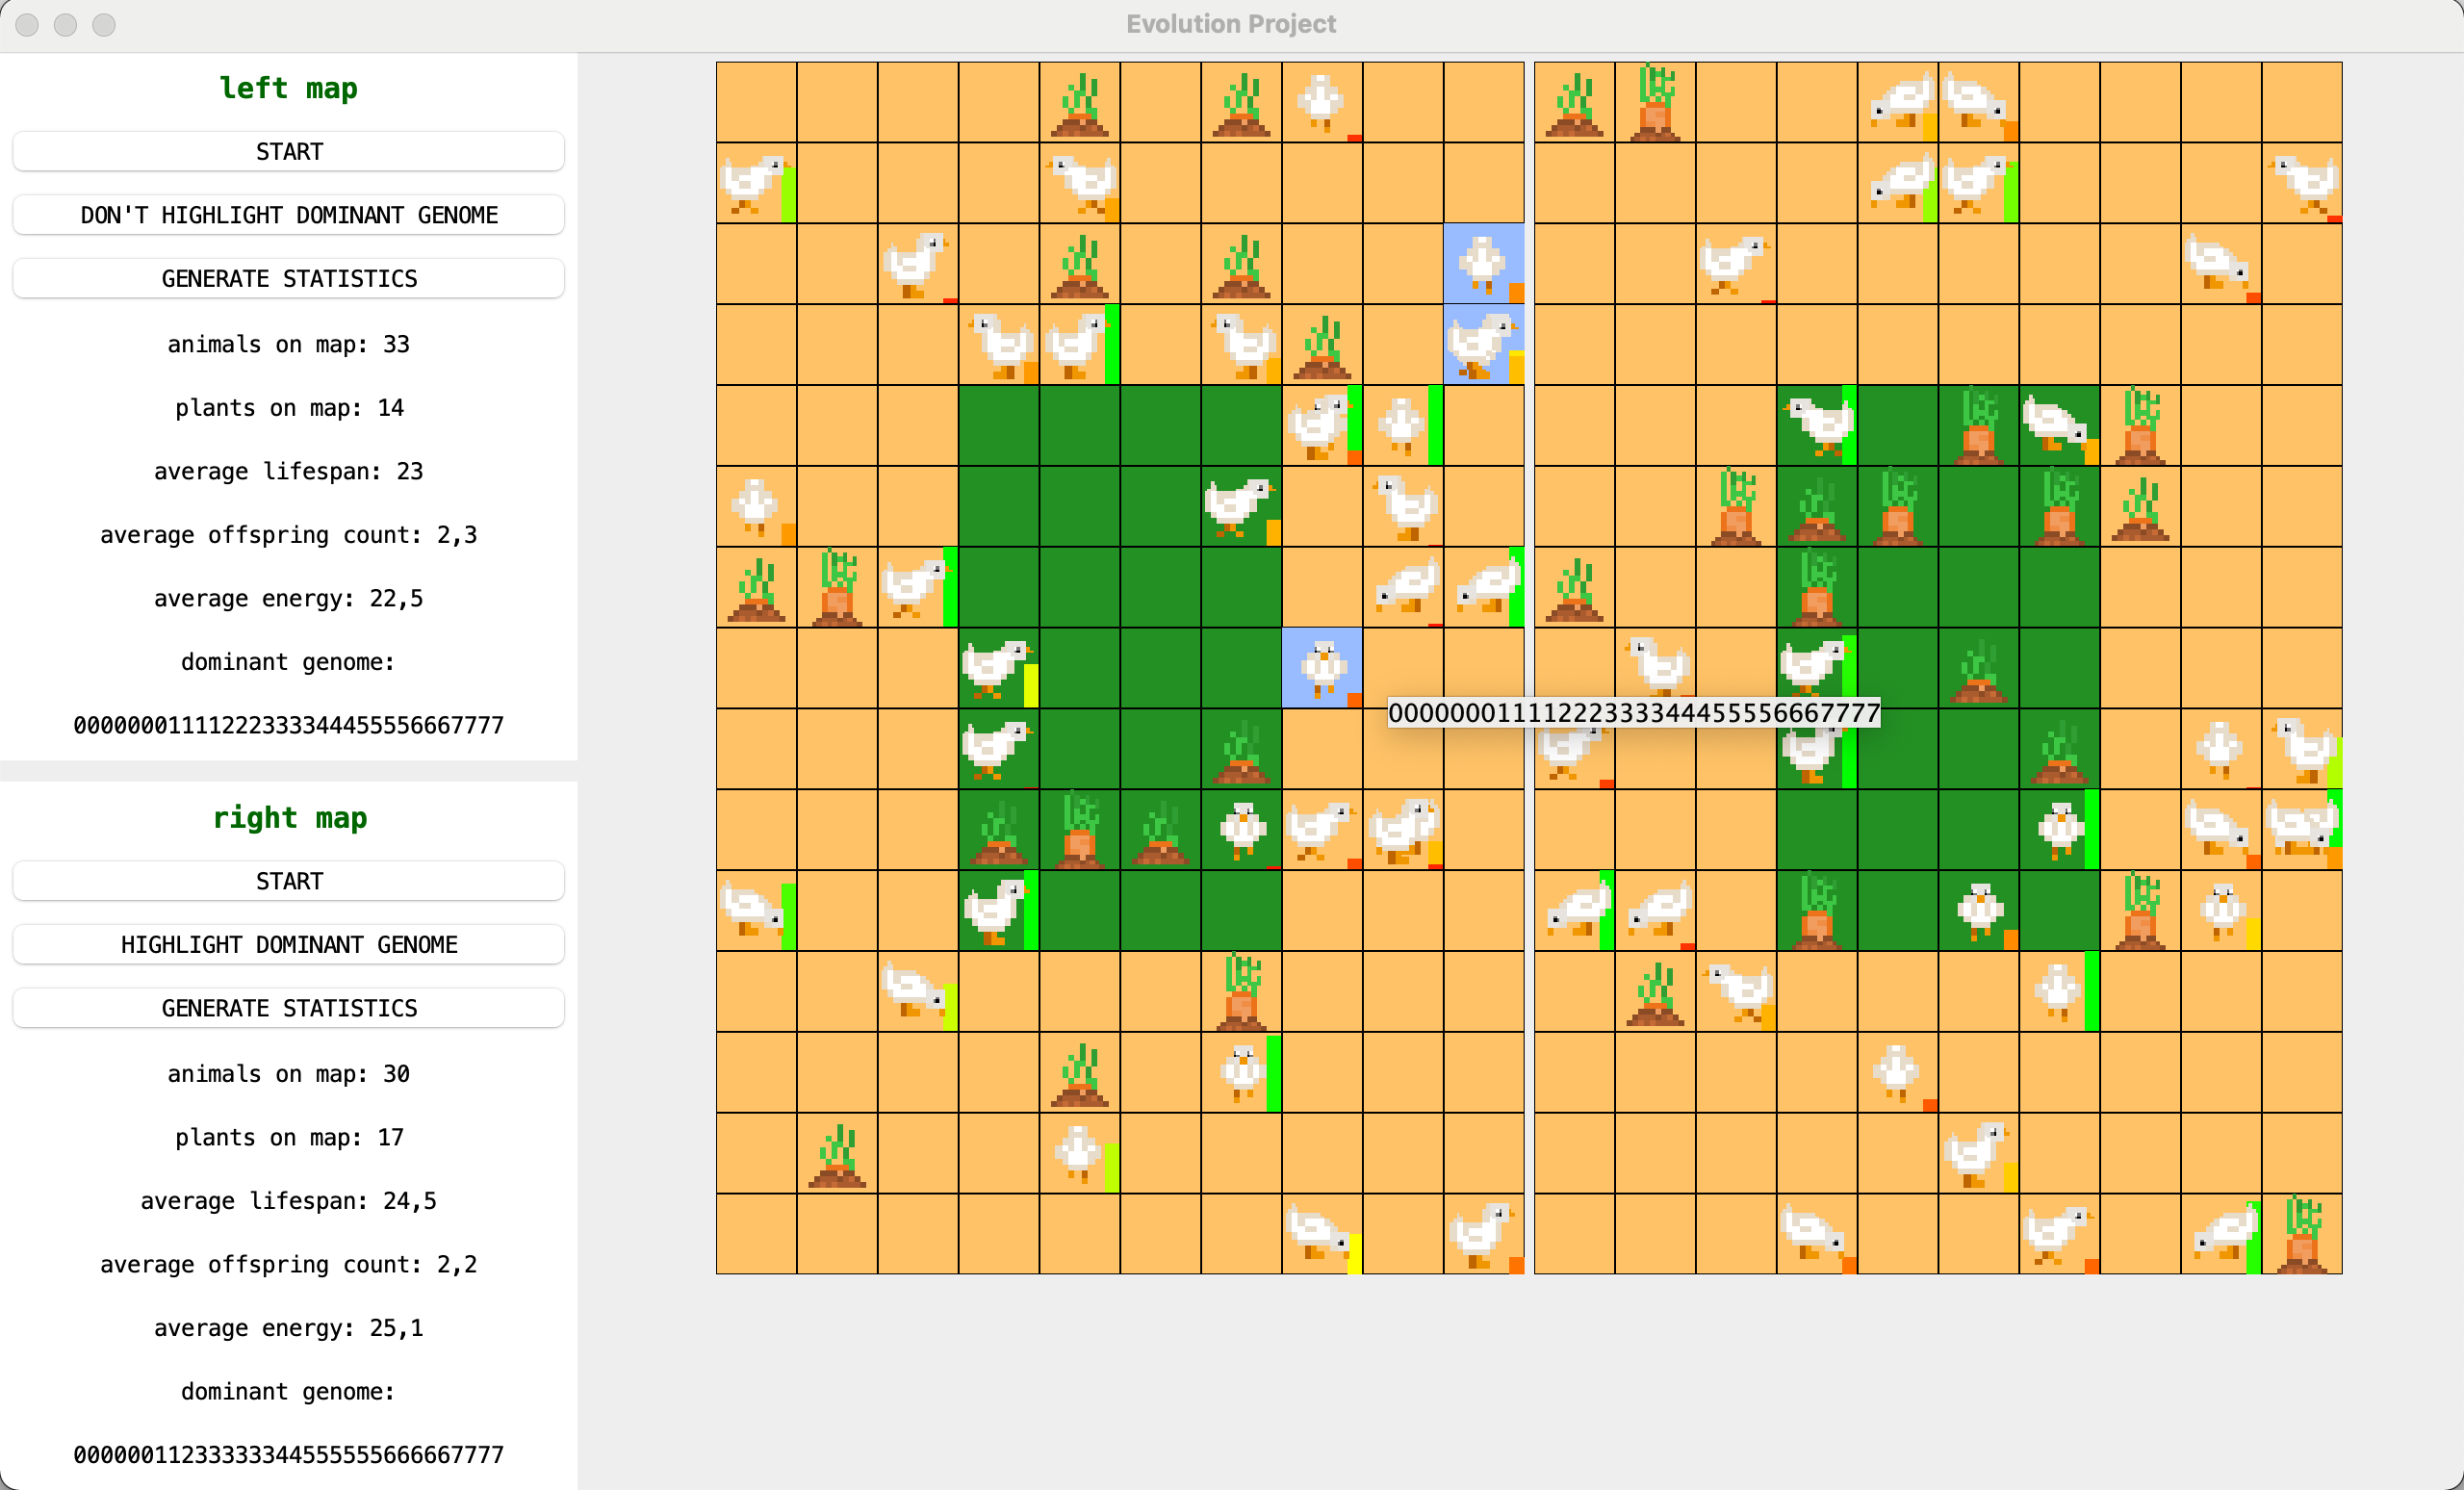 Evolution Project
left map
START
DON'T HIGHLIGHT DOMINANT GENOME
GENERATE STATISTICS
animals on map: 33
plants on map: 14
average lifespan: 23
average offspring count: 2,3
average energy: 22,5
dominant genome:
00000001111222333344455556667777
right map
START
HIGHLIGHT DOMINANT GENOME
GENERATE STATISTICS
animals on map: 30
plants on map: 17
average lifespan: 24,5
average offspring count: 2,2
average energy: 25,1
dominant genome:
00000011233333344555555666667777
00000001111222333344455556667777